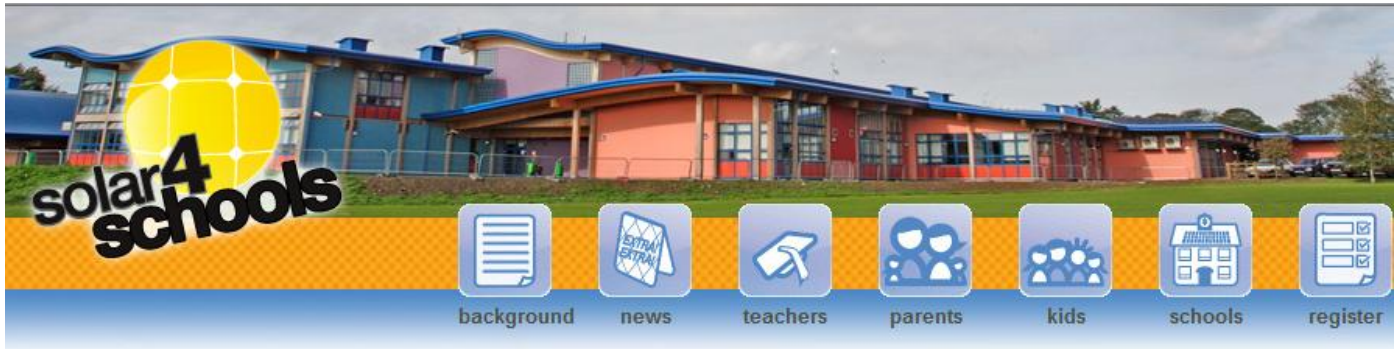 solar4
schools
EXTRA!
EXTRA!
background
news
teachers
parents
kids
schools
register